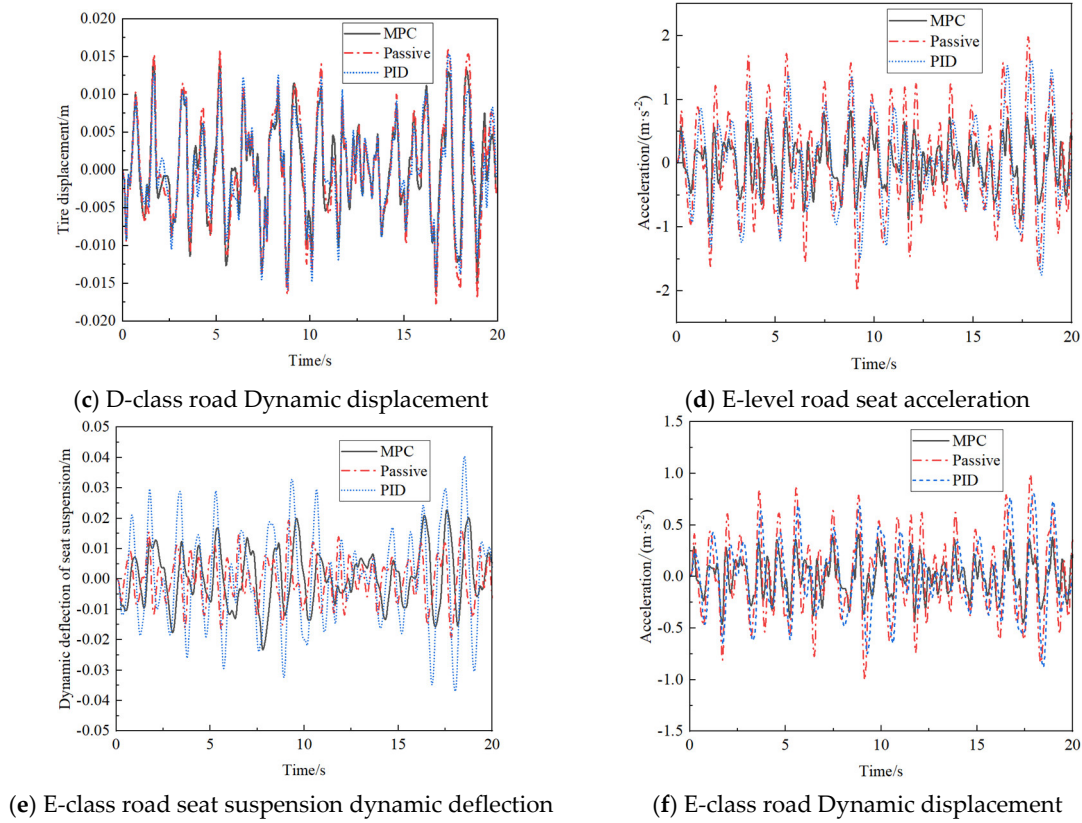 0.020
0.015
0.010
0.005
0.000
-0.005
-0.010
-0.015
-0.020
Tire displacement/m
MPC
Passive
PID
0
5
10
15
20
Time/s
(c) D-class road Dynamic displacement
2
1
0
-1
-2
Acceleration/(m·s⁻²)
MPC
Passive
PID
0
5
10
15
20
Time/s
(d) E-level road seat acceleration
0.05
0.04
0.03
0.02
0.01
0.00
-0.01
-0.02
-0.03
-0.04
-0.05
Dynamic deflection of seat suspension/m
MPC
Passive
PID
0
5
10
15
20
Time/s
(e) E-class road seat suspension dynamic deflection
1.5
1.0
0.5
0.0
-0.5
-1.0
-1.5
Acceleration /(m·s⁻²)
MPC
Passive
PID
0
5
10
15
20
Time/s
(f) E-class road Dynamic displacement